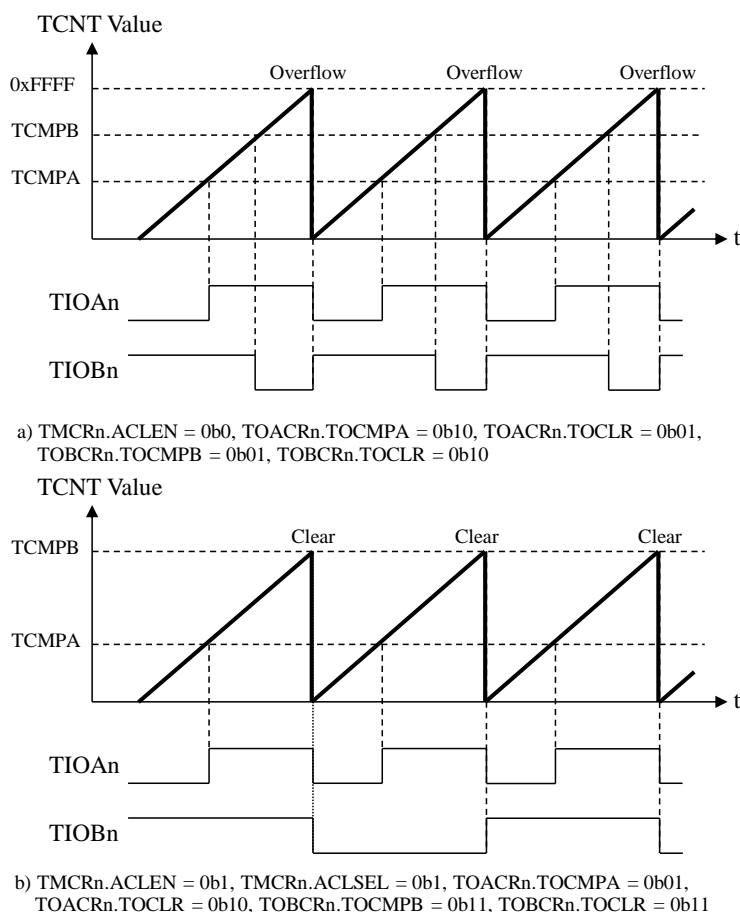 TCNT Value
Overflow Overflow Overflow
0xFFFF
TCMPB
TCMPA
t
TIOAn
TIOBn
a) TMCRn.ACLEN = 0b0, TOACRn.TOCMPA = 0b10, TOACRn.TOCLR = 0b01,
TOBCRn.TOCMPB = 0b01, TOBCRn.TOCLR = 0b10
TCNT Value
Clear Clear Clear
TCMPB
TCMPA
t
TIOAn
TIOBn
b) TMCRn.ACLEN = 0b1, TMCRn.ACLSEL = 0b1, TOACRn.TOCMPA = 0b01,
TOACRn.TOCLR = 0b10, TOBCRn.TOCMPB = 0b11, TOBCRn.TOCLR = 0b11